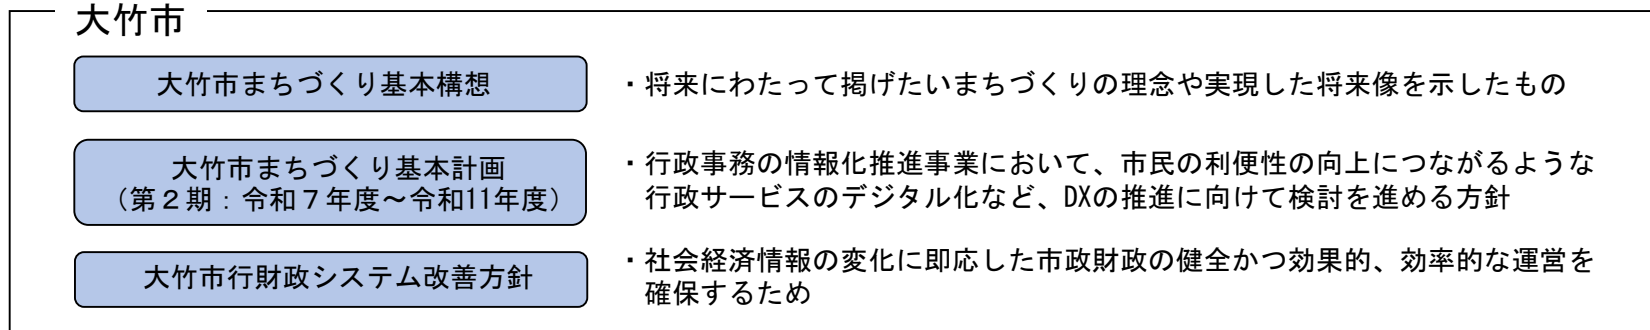 大竹市
大竹市まちづくり基本構想
・将来にわたって掲げたいまちづくりの理念や実現した将来像を示したもの
大竹市まちづくり基本計画
（第２期：令和７年度～令和11年度）
・行政事務の情報化推進事業において、市民の利便性の向上につながるような
行政サービスのデジタル化など、DXの推進に向けて検討を進める方針
大竹市行財政システム改善方針
・社会経済情報の変化に即応した市政財政の健全かつ効果的、効率的な運営を
確保するため